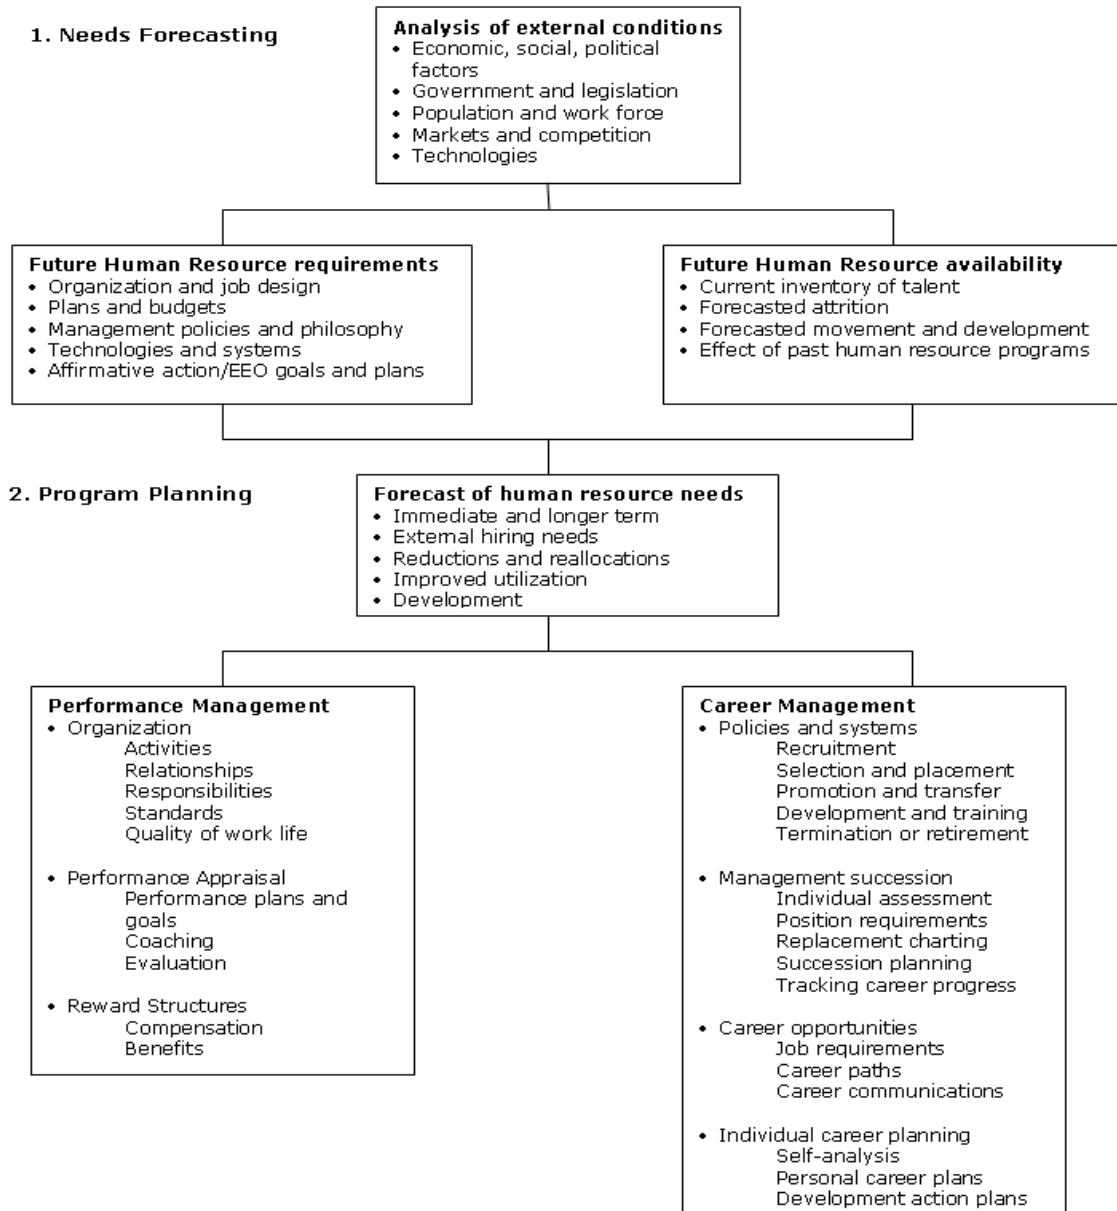 1. Needs Forecasting
Analysis of external conditions
• Economic, social, political
factors
• Government and legislation
• Population and work force
• Markets and competition
• Technologies
Future Human Resource requirements
• Organization and job design
• Plans and budgets
• Management policies and philosophy
• Technologies and systems
• Affirmative action/EEO goals and plans
Future Human Resource availability
• Current inventory of talent
• Forecasted attrition
• Forecasted movement and development
• Effect of past human resource programs
2. Program Planning
Forecast of human resource needs
• Immediate and longer term
• External hiring needs
• Reductions and reallocations
• Improved utilization
• Development
Performance Management
• Organization
Activities
Relationships
Responsibilities
Standards
Quality of work life
• Performance Appraisal
Performance plans and
goals
Coaching
Evaluation
• Reward Structures
Compensation
Benefits
Career Management
• Policies and systems
Recruitment
Selection and placement
Promotion and transfer
Development and training
Termination or retirement
• Management succession
Individual assessment
Position requirements
Replacement charting
Succession planning
Tracking career progress
• Career opportunities
Job requirements
Career paths
Career communications
• Individual career planning
Self-analysis
Personal career plans
Development action plans